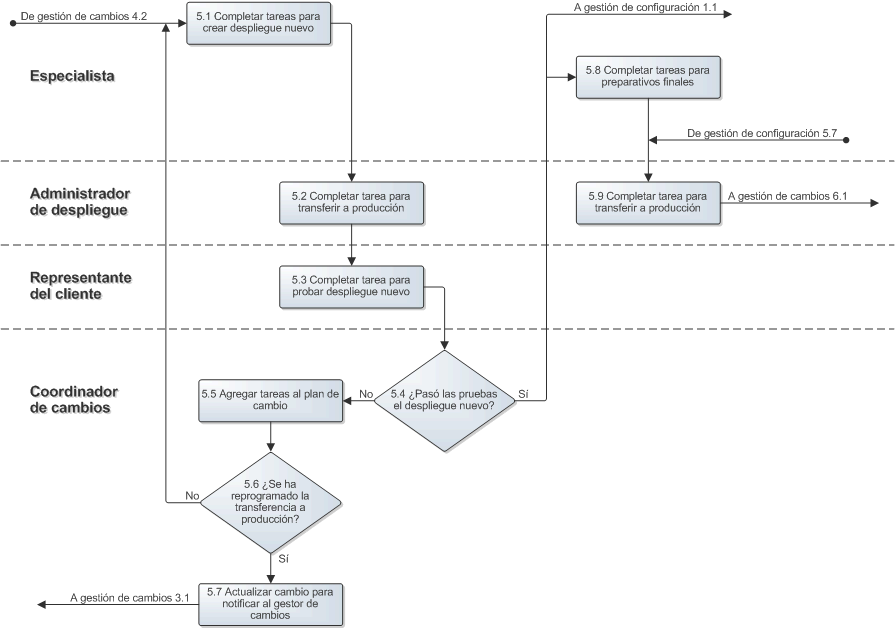 De gestión de cambios 4.2
5.1 Completar tareas para
crear despliegue nuevo
A gestión de configuración 1.1
Especialista
5.8 Completar tareas para
preparativos finales
De gestión de configuración 5.7
Administrador
de despliegue
5.2 Completar tarea para
transferir a producción
5.9 Completar tarea para
transferir a producción
A gestión de cambios 6.1
Representante
del cliente
5.3 Completar tarea para
probar despliegue nuevo
Coordinador
de cambios
5.5 Agregar tareas al plan de
cambio
No
5.4 ¿Pasó las pruebas
el despliegue nuevo?
Sí
No
5.6 ¿Se ha
reprogramado la
transferencia a
producción?
Sí
A gestión de cambios 3.1
5.7 Actualizar cambio para
notificar al gestor de
cambios